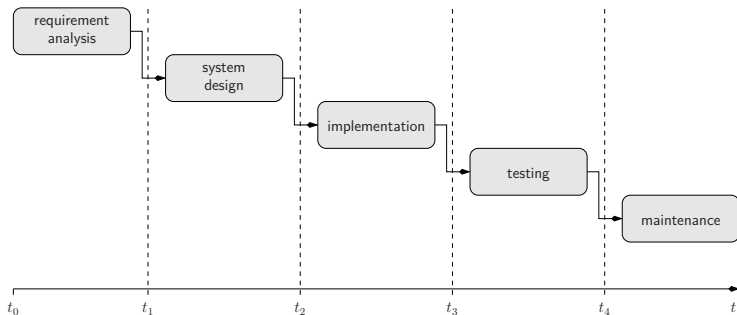 requirement
analysis
system
design
implementation
testing
maintenance
t₀
t₁
t₂
t₃
t₄
t